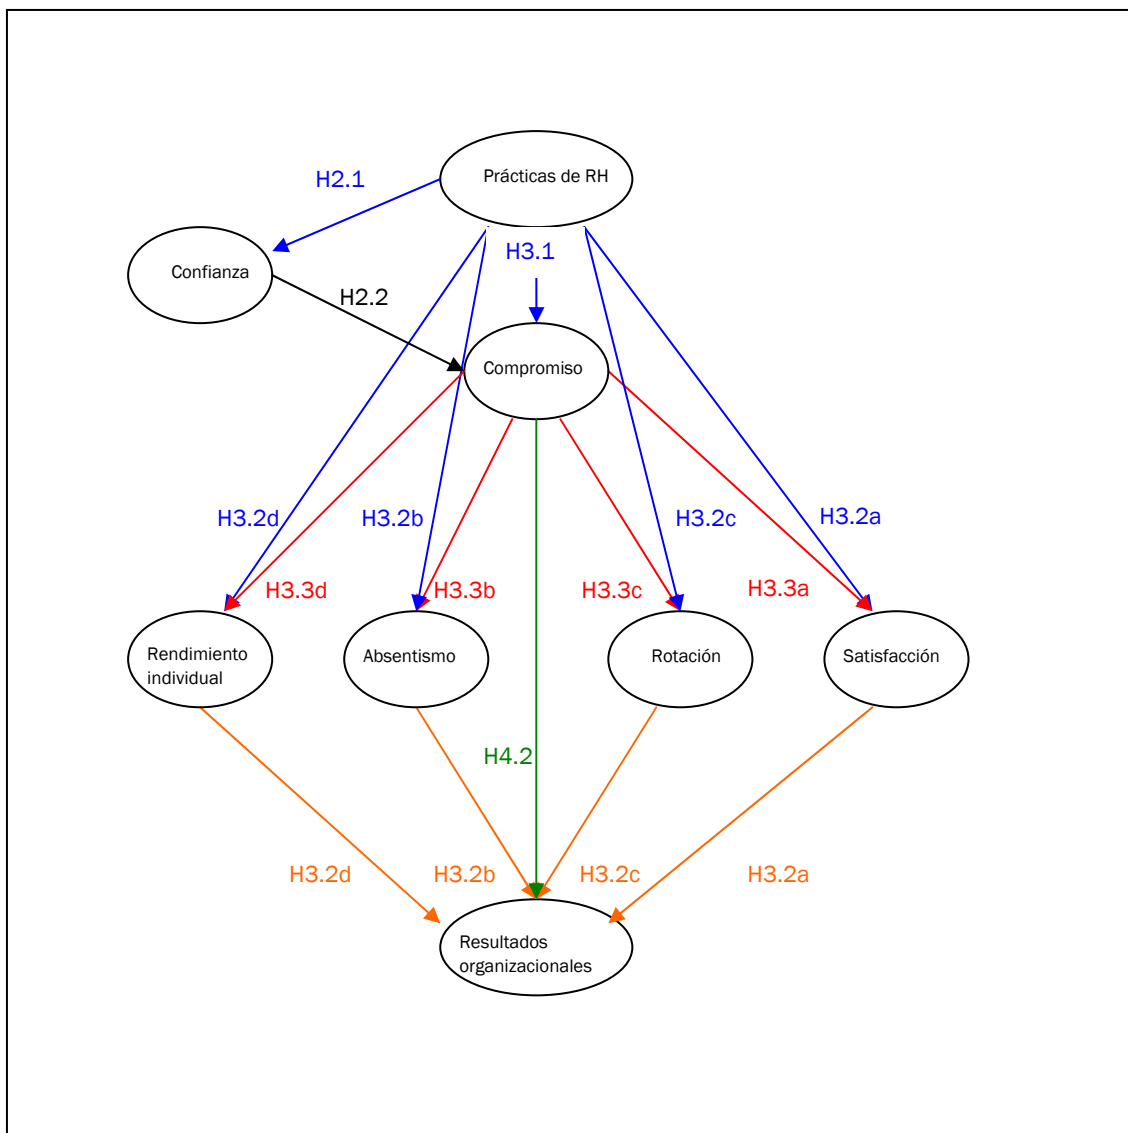 Prácticas de RH
H2.1
H3.1
Confianza
H2.2
Compromiso
H3.2d
H3.2b
H3.2c
H3.2a
H3.3d
H3.3b
H3.3c
H3.3a
Rendimiento
individual
Absentismo
Rotación
Satisfacción
H4.2
H3.2d
H3.2b
H3.2c
H3.2a
Resultados
organizacionales